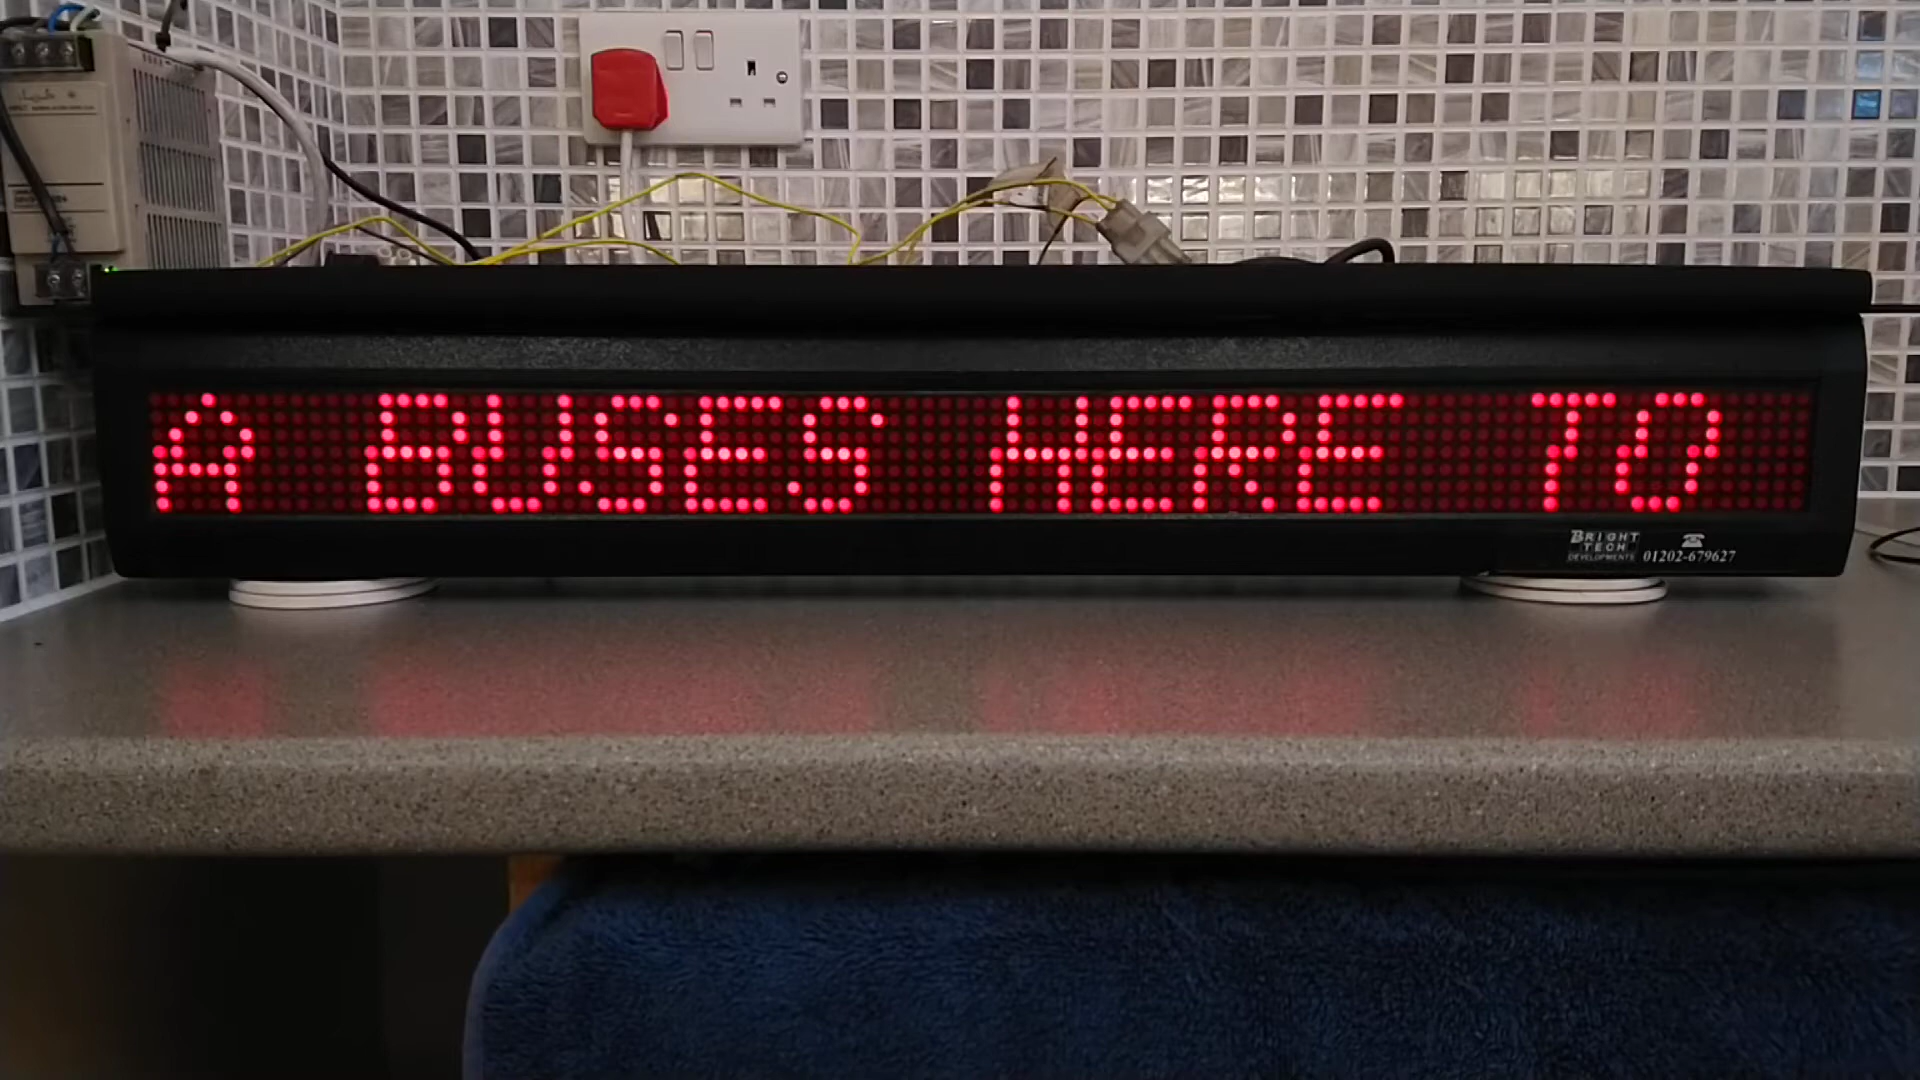 A BUSES HERE TO
BRIGHT
TECH
DEVELOPMENTS
01202-679627